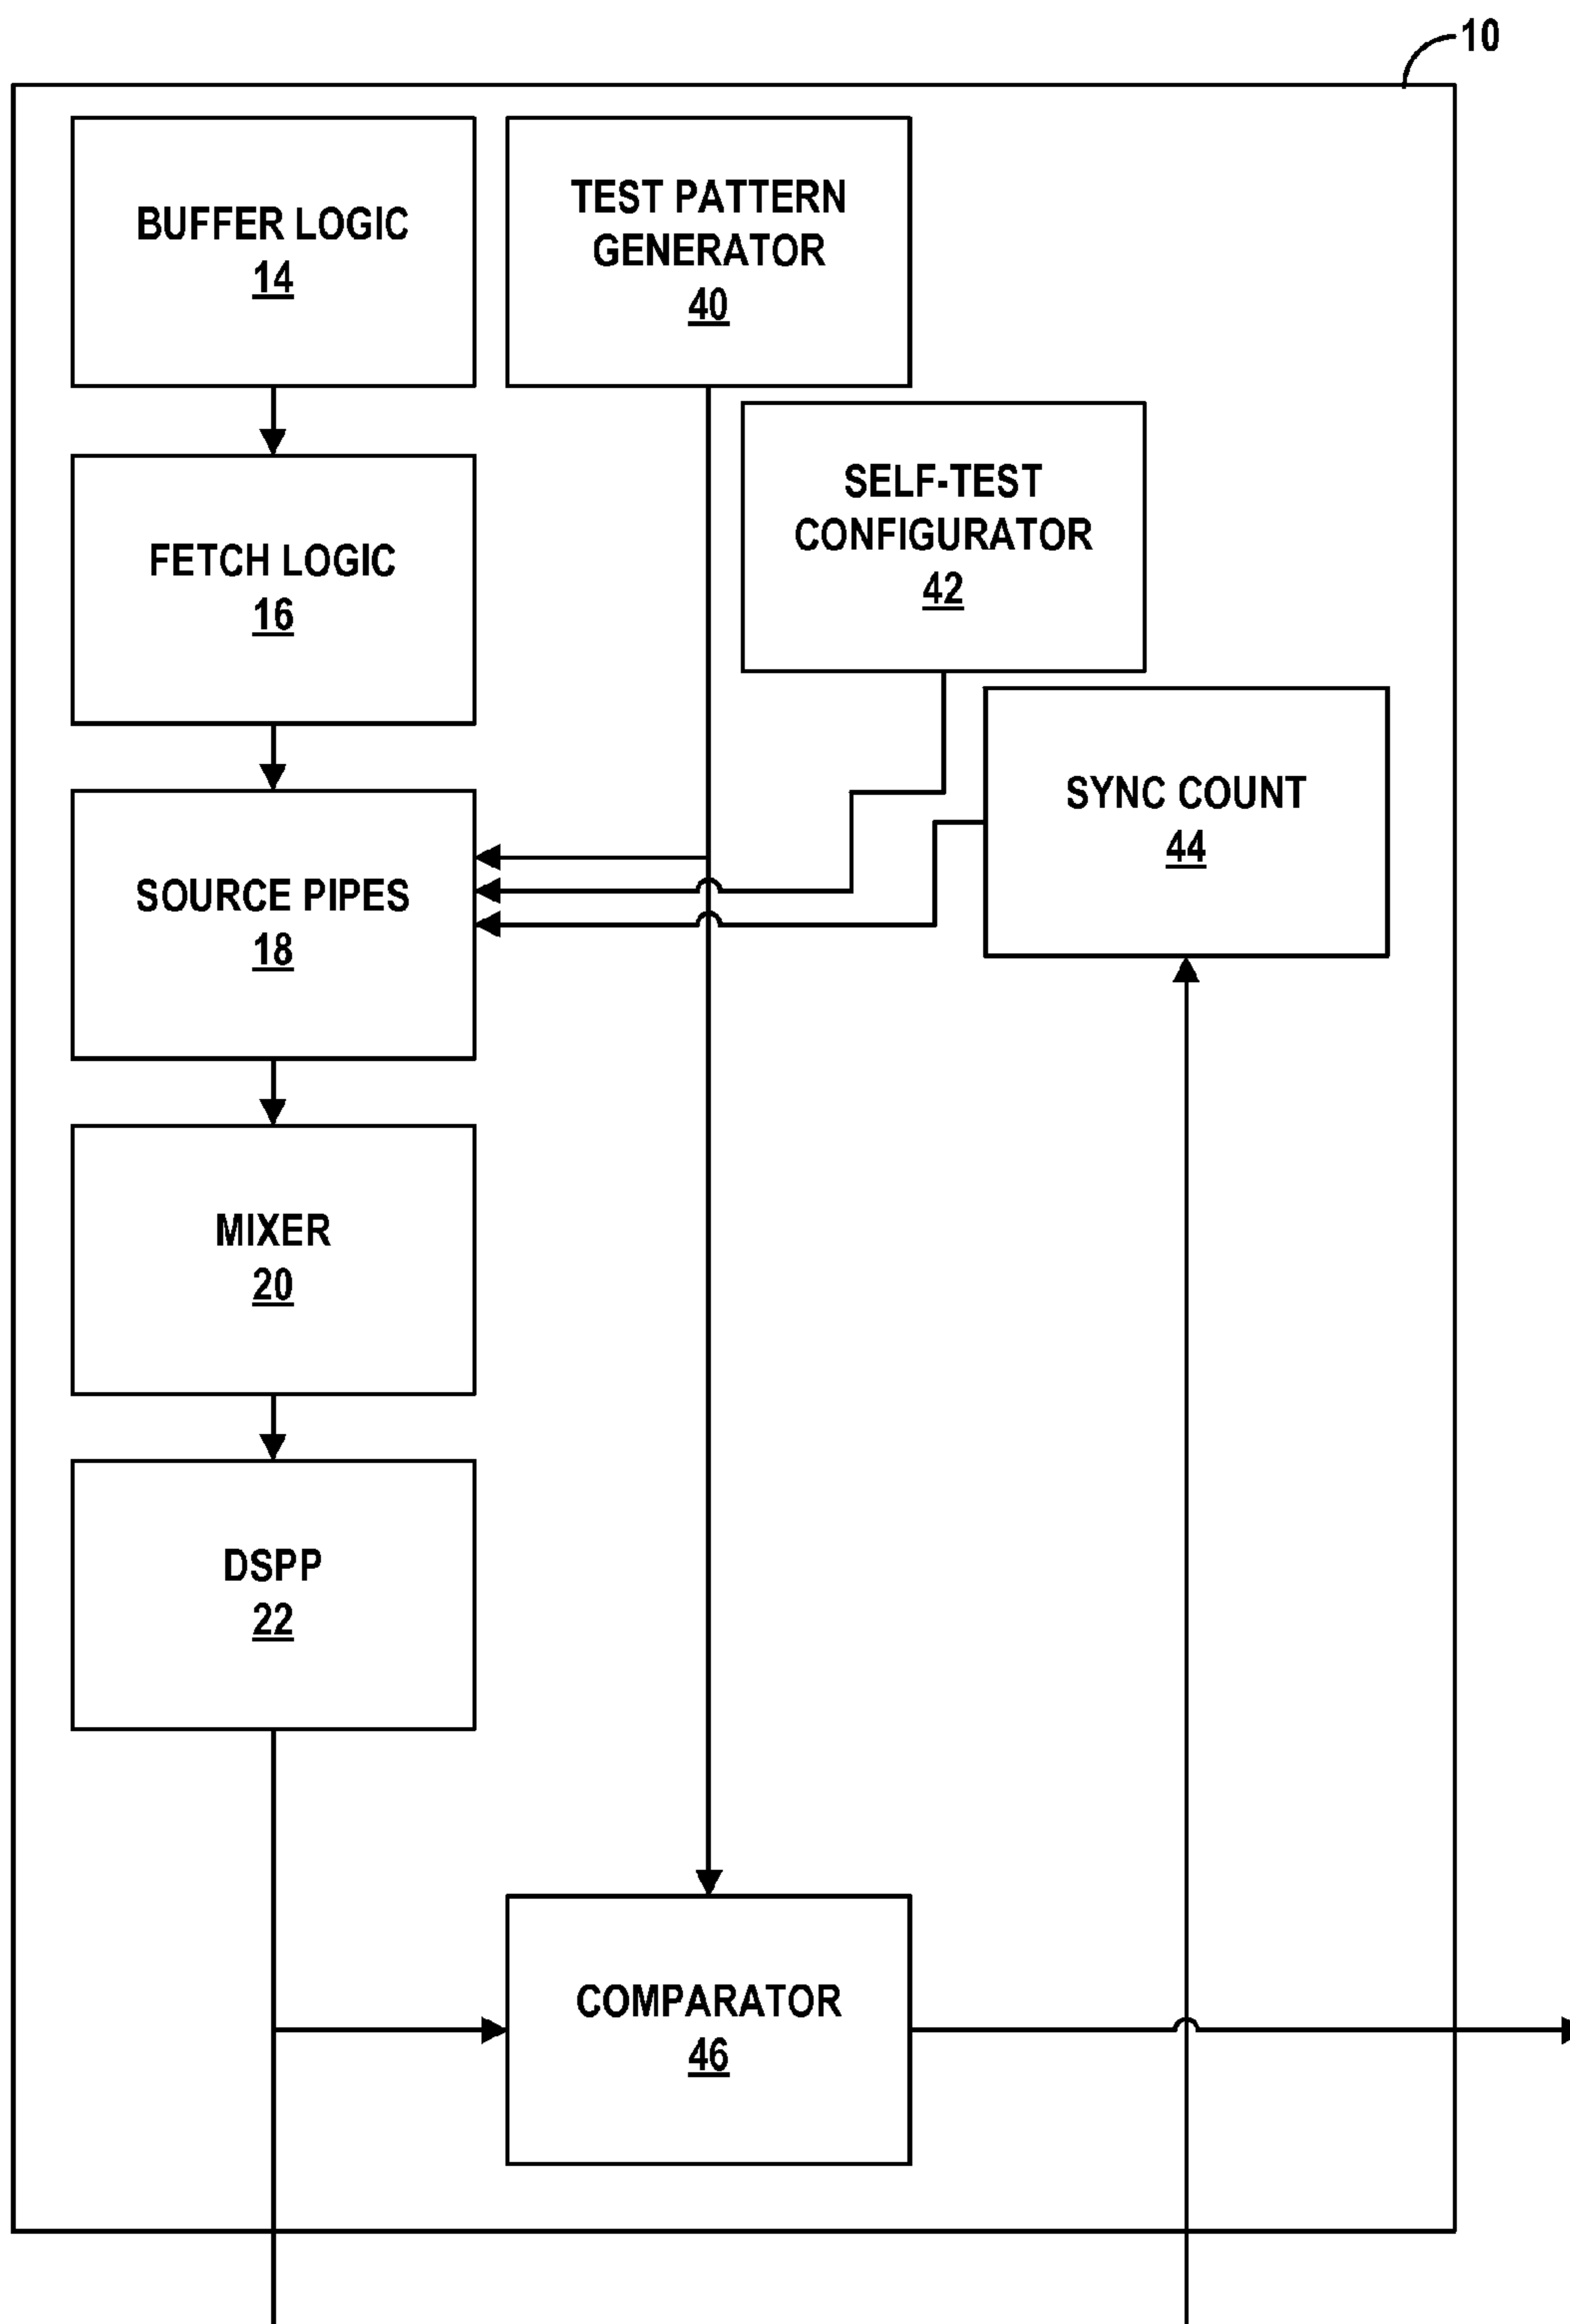 10
BUFFER LOGIC
14
TEST PATTERN
GENERATOR
40
SELF-TEST
CONFIGURATOR
42
FETCH LOGIC
16
SYNC COUNT
44
SOURCE PIPES
18
MIXER
20
DSPP
22
COMPARATOR
46